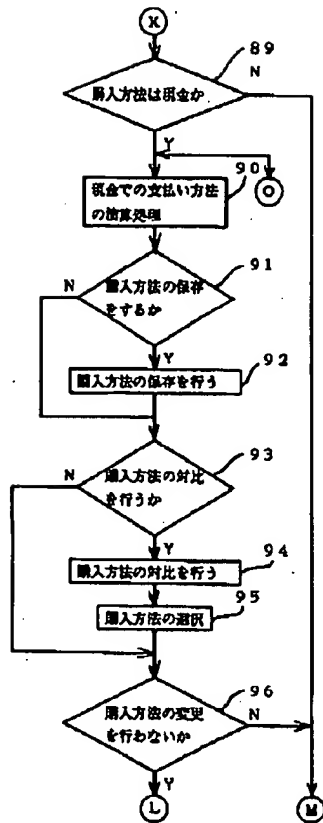 K
89
購入方法は現金か
N
Y
90
O
現金での支払い方法
の演算処理
91
N
購入方法の保存
をするか
Y
92
購入方法の保存を行う
93
N
購入方法の対比
を行うか
Y
94
購入方法の対比を行う
95
購入方法の選択
96
購入方法の変更
を行わないか
N
Y
L
M